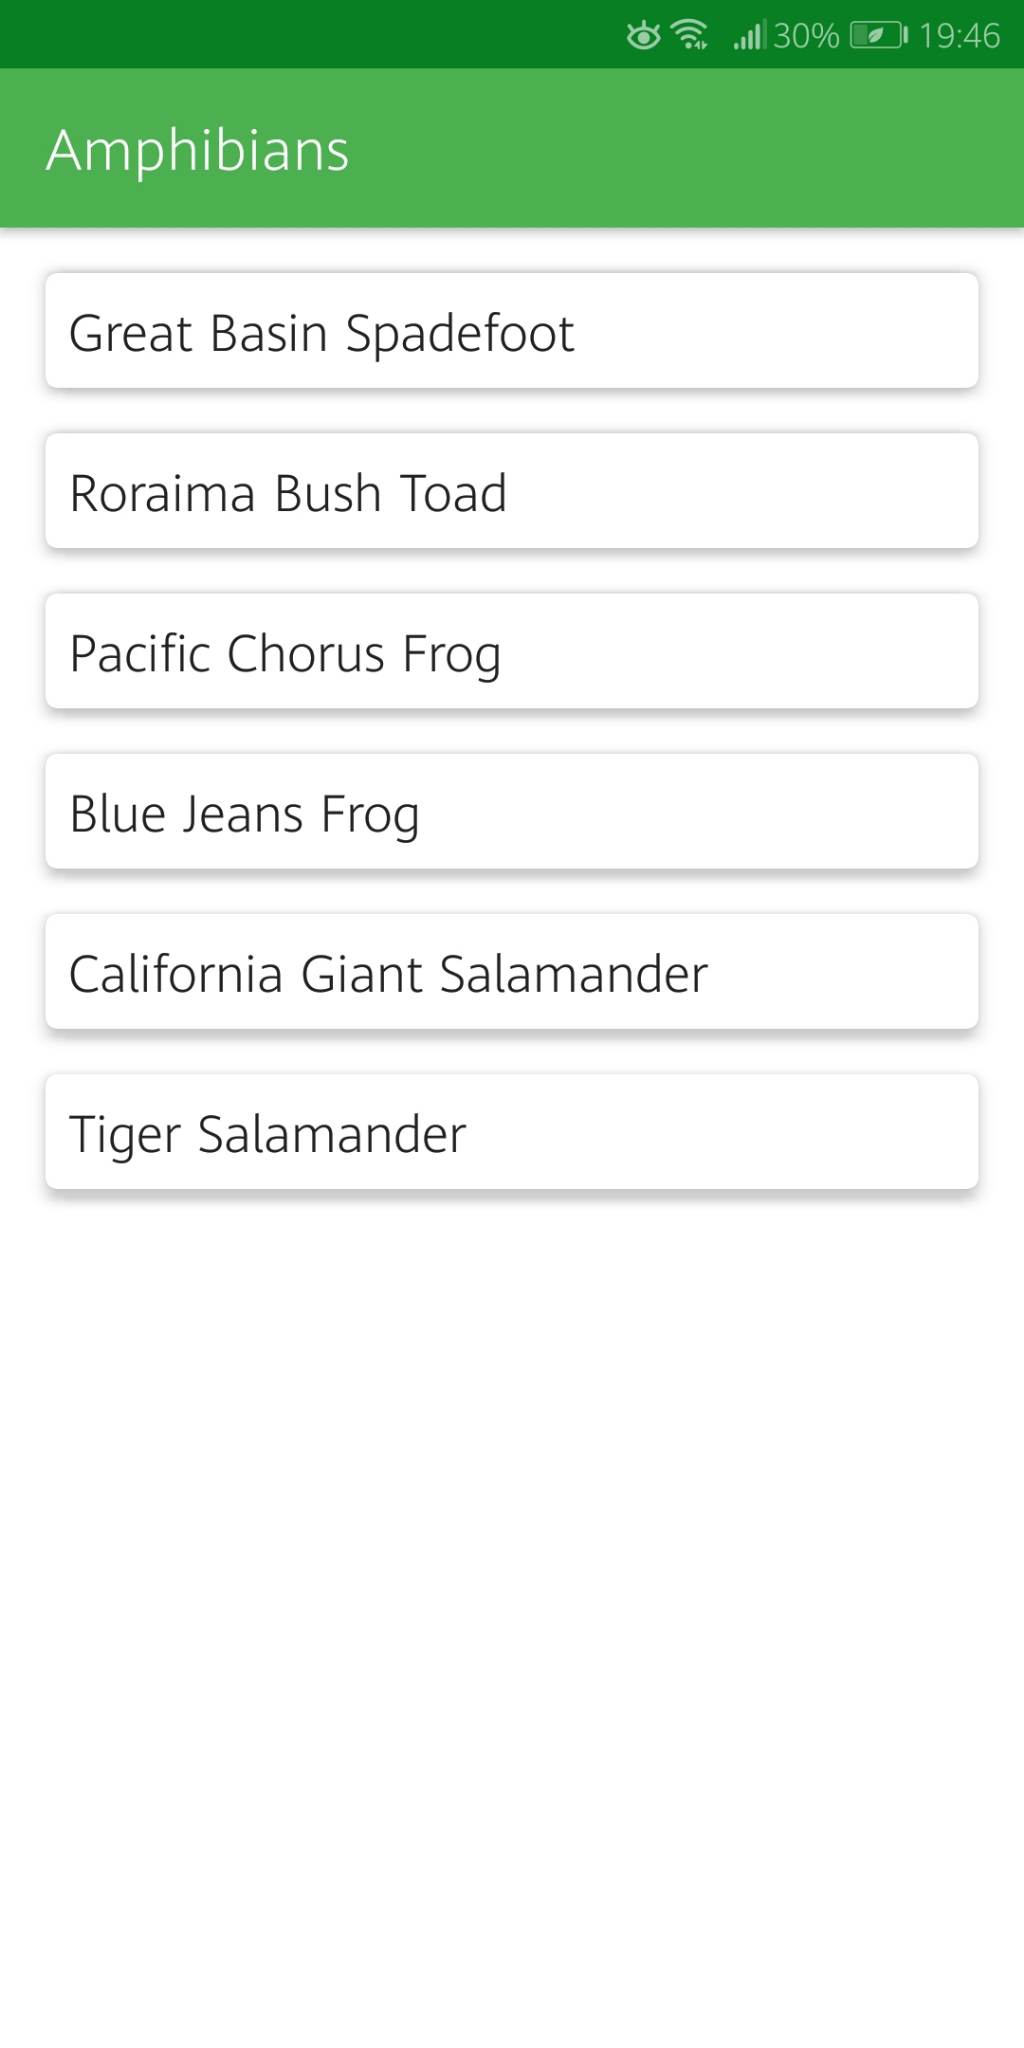 30% 19:46
Amphibians
Great Basin Spadefoot
Roraima Bush Toad
Pacific Chorus Frog
Blue Jeans Frog
California Giant Salamander
Tiger Salamander